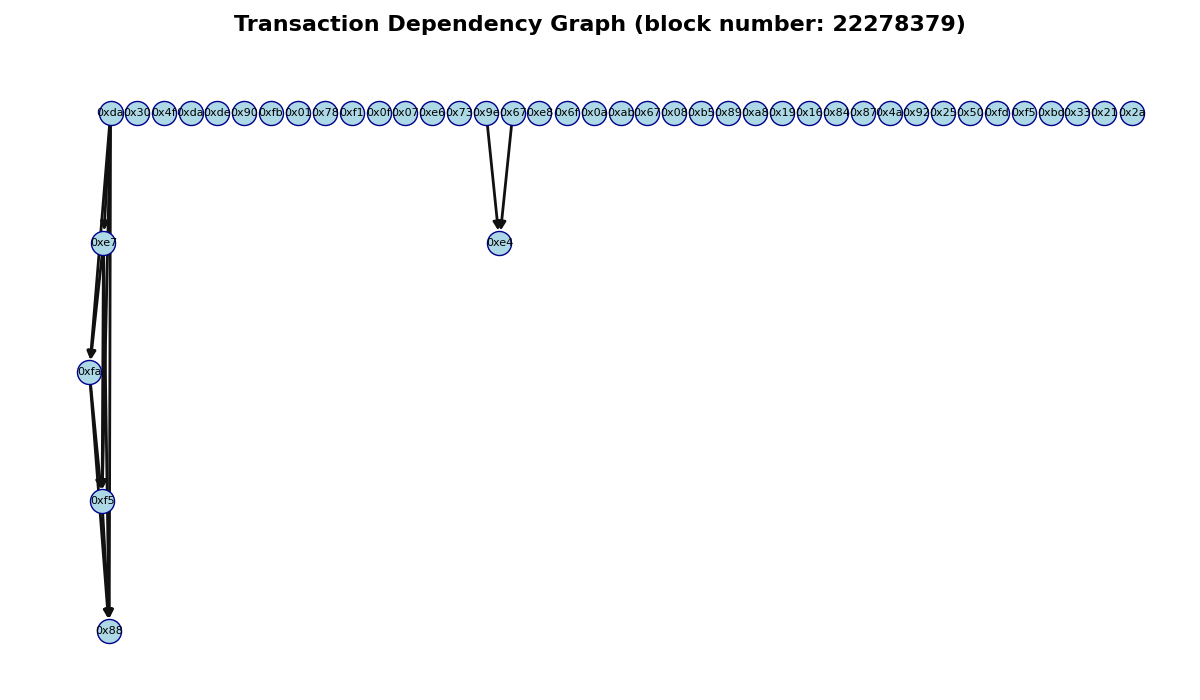 Transaction Dependency Graph (block number: 22278379)
0xda 0x30 0x4f 0xda 0xde 0x90 0xfb 0x01 0x78 0xf1 0x0f 0x07 0xe6 0x73 0x9e 0x67 0xe8 0x6f 0x0a 0xab 0x67 0x08 0xb5 0x89 0xa8 0x19 0x16 0x84 0x87 0x4a 0x92 0x25 0x50 0xfd 0xf5 0xbd 0x33 0x21 0x2a
0xe7 0xe4
0xfa
0xf5
0x88